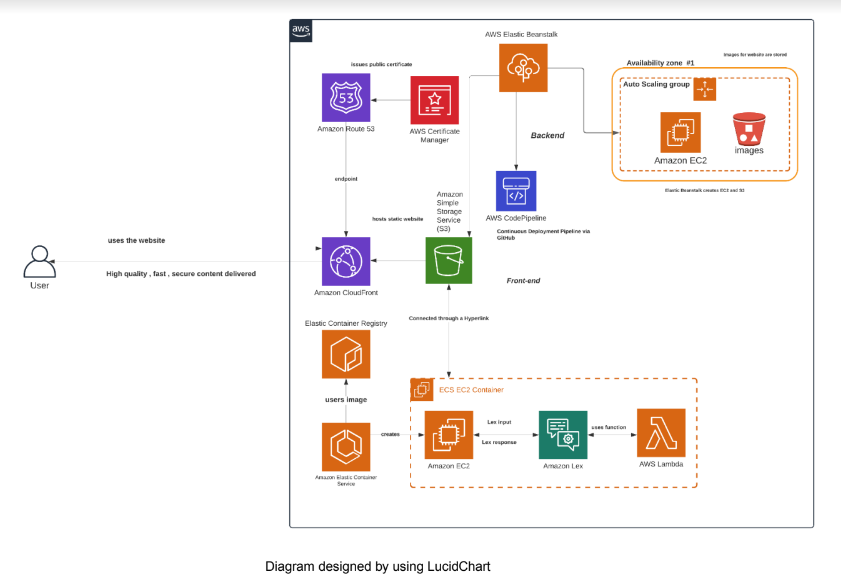 aws
AWS Elastic Beanstalk
Images for website are stored
Availability zone #1
issues public certificate
Auto Scaling group
53
Amazon Route 53
AWS Certificate
Manager
Backend
Amazon EC2
images
endpoint
Amazon
Simple
Storage
Service
(S3)
AWS CodePipeline
Elastic Beanstalk creates EC2 and S3
hosts static website
Continuous Deployment Pipeline via
GitHub
uses the website
High quality , fast , secure content delivered
User
Amazon CloudFront
Front-end
Connected through a Hyperlink
Elastic Container Registry
ECS EC2 Container
users image
creates
Lex Input
Lex response
uses function
Amazon EC2
Amazon Lex
AWS Lambda
Amazon Elastic Container
Service
Diagram designed by using LucidChart